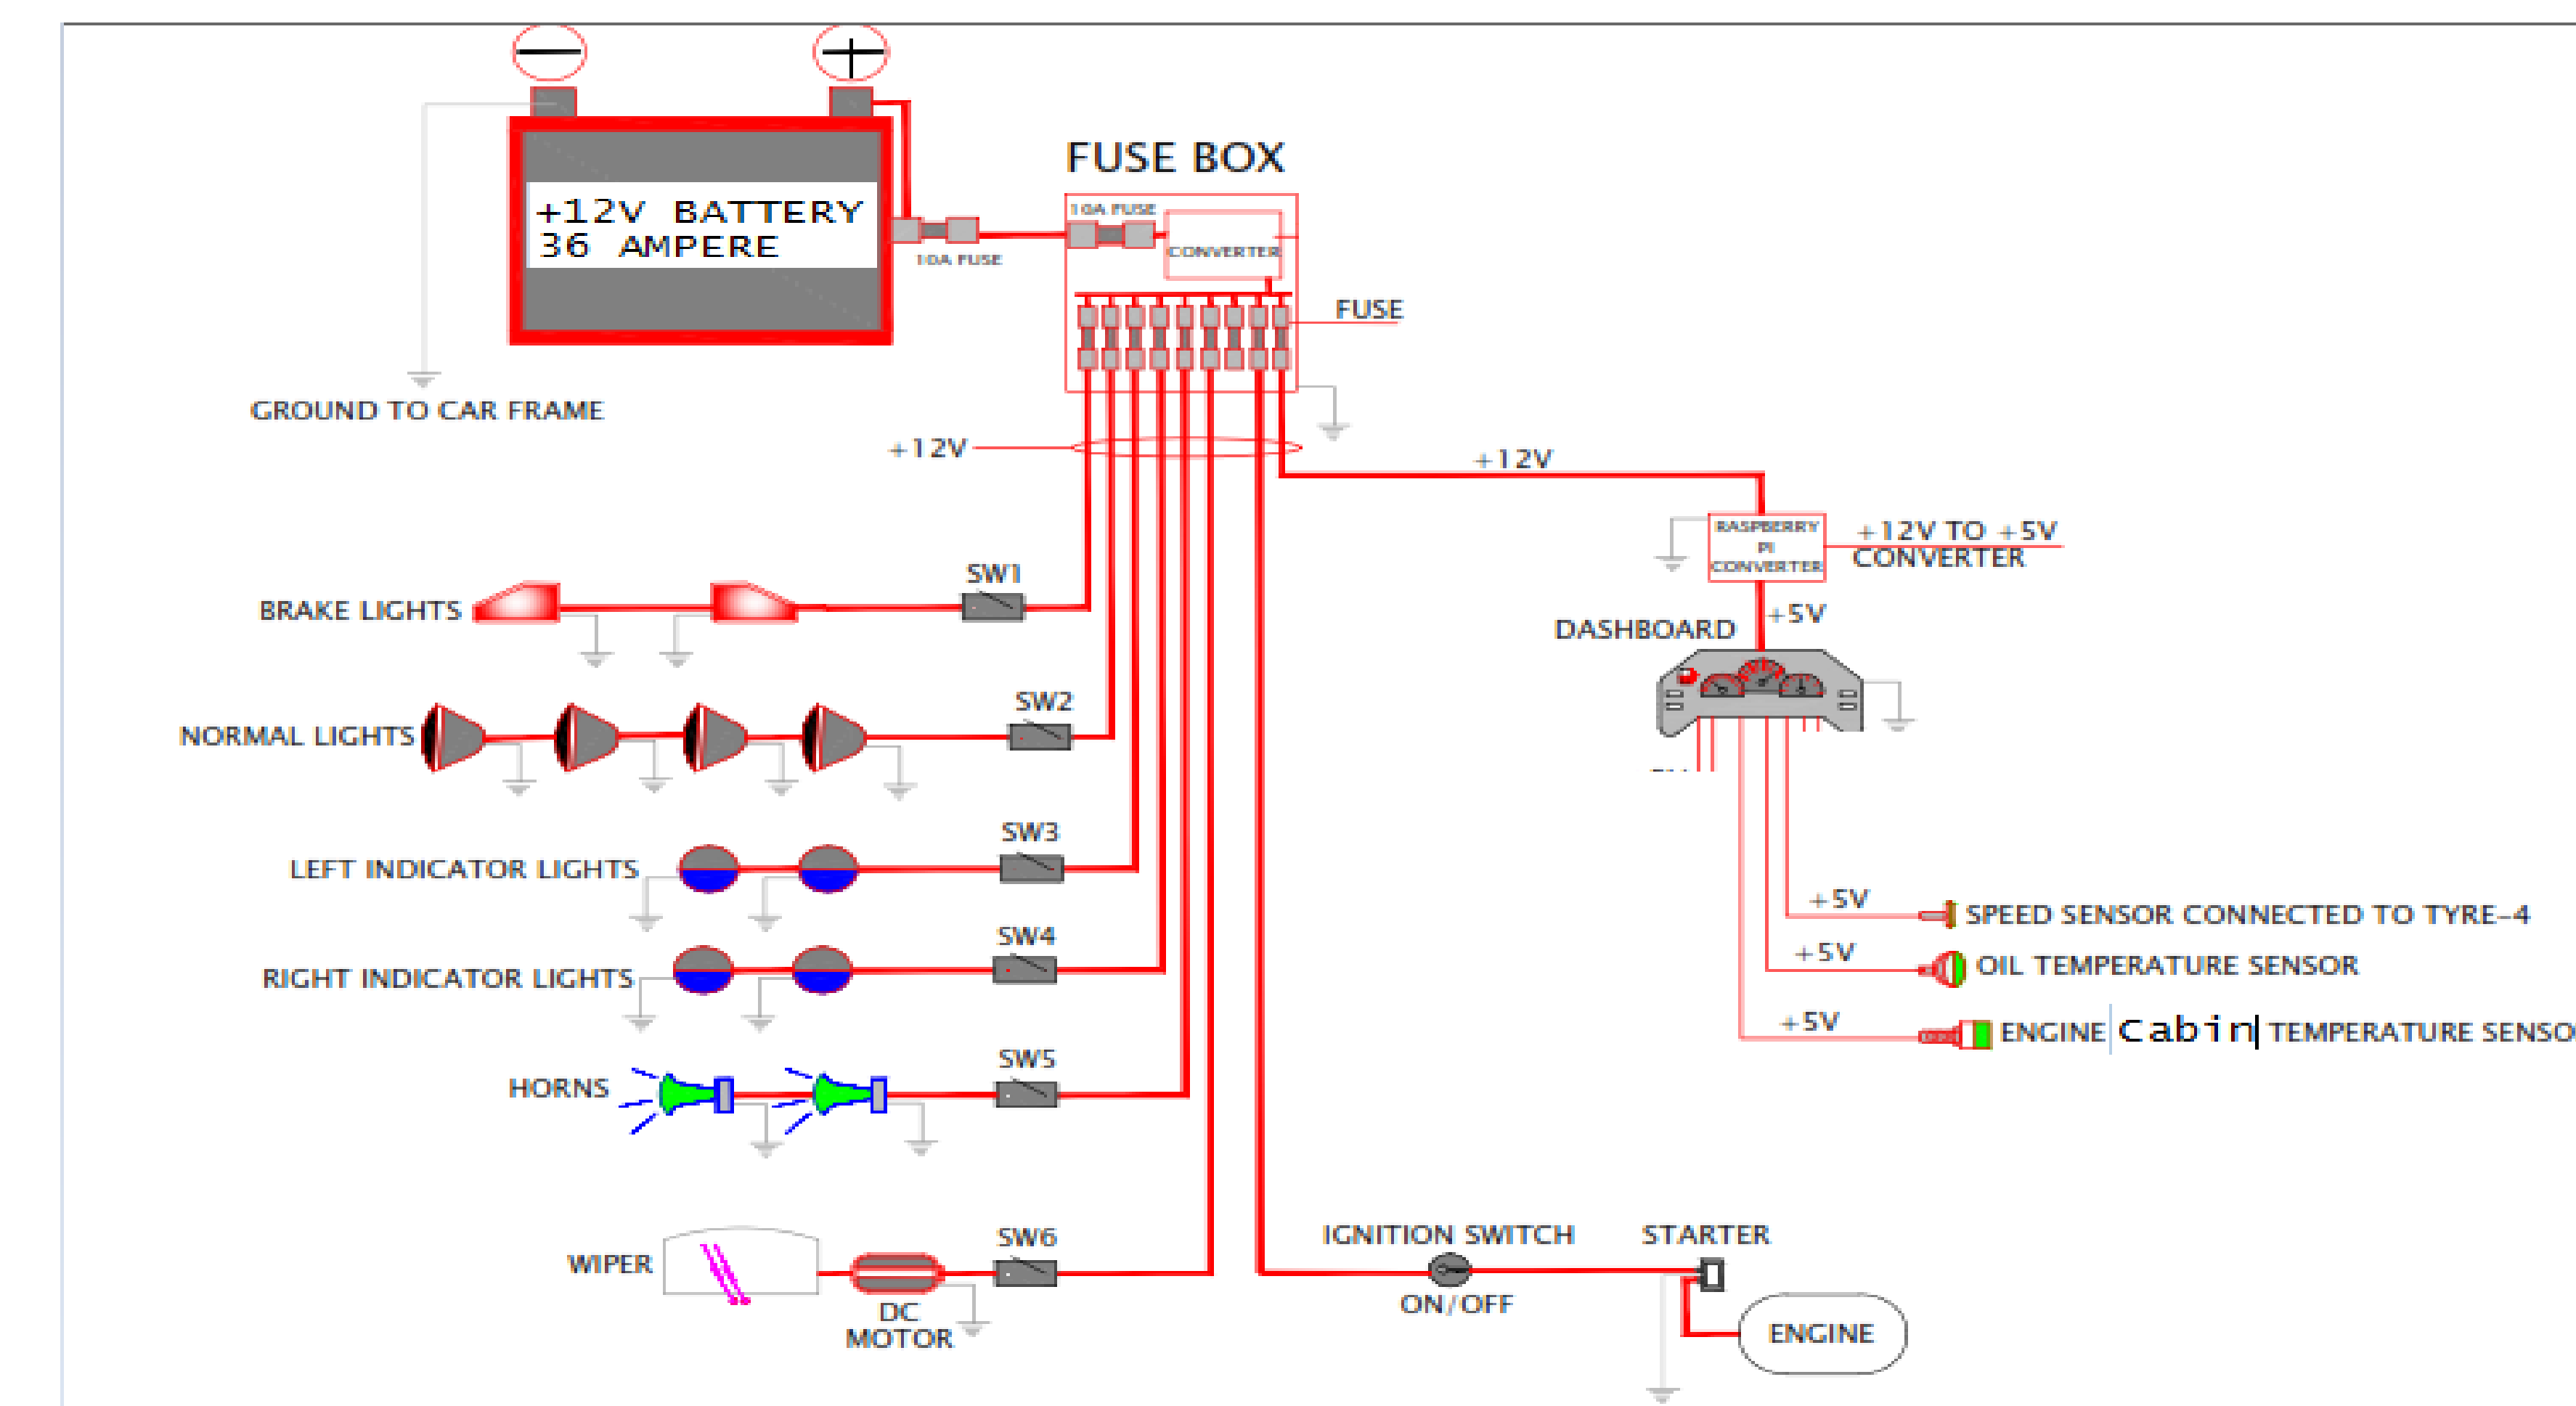 +12V BATTERY
36 AMPERE
10A FUSE
FUSE BOX
10A FUSE
CONVERTER
FUSE
GROUND TO CAR FRAME
+12V
+12V
RASPBERRY
PI
CONVERTER
+12V TO +5V
CONVERTER
+5V
DASHBOARD
SW1
BRAKE LIGHTS
SW2
NORMAL LIGHTS
SW3
LEFT INDICATOR LIGHTS
SW4
RIGHT INDICATOR LIGHTS
SW5
HORNS
SW6
WIPER
DC
MOTOR
+5V
SPEED SENSOR CONNECTED TO TYRE-4
+5V
OIL TEMPERATURE SENSOR
+5V
ENGINE Cabin TEMPERATURE SENSO
IGNITION SWITCH
ON/OFF
STARTER
ENGINE